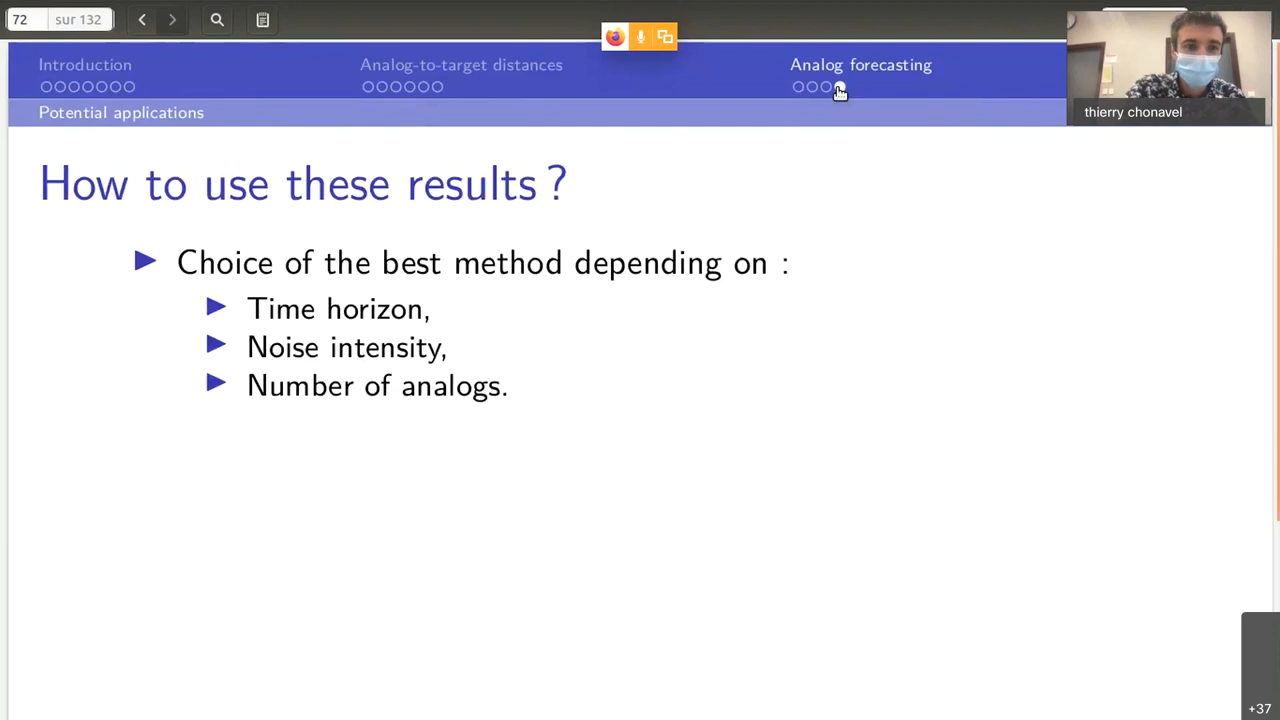 72 sur 132
Introduction
Analog-to-target distances
Analog forecasting
Potential applications
thierry chonavel
How to use these results ?
Choice of the best method depending on :
Time horizon,
Noise intensity,
Number of analogs.
+37